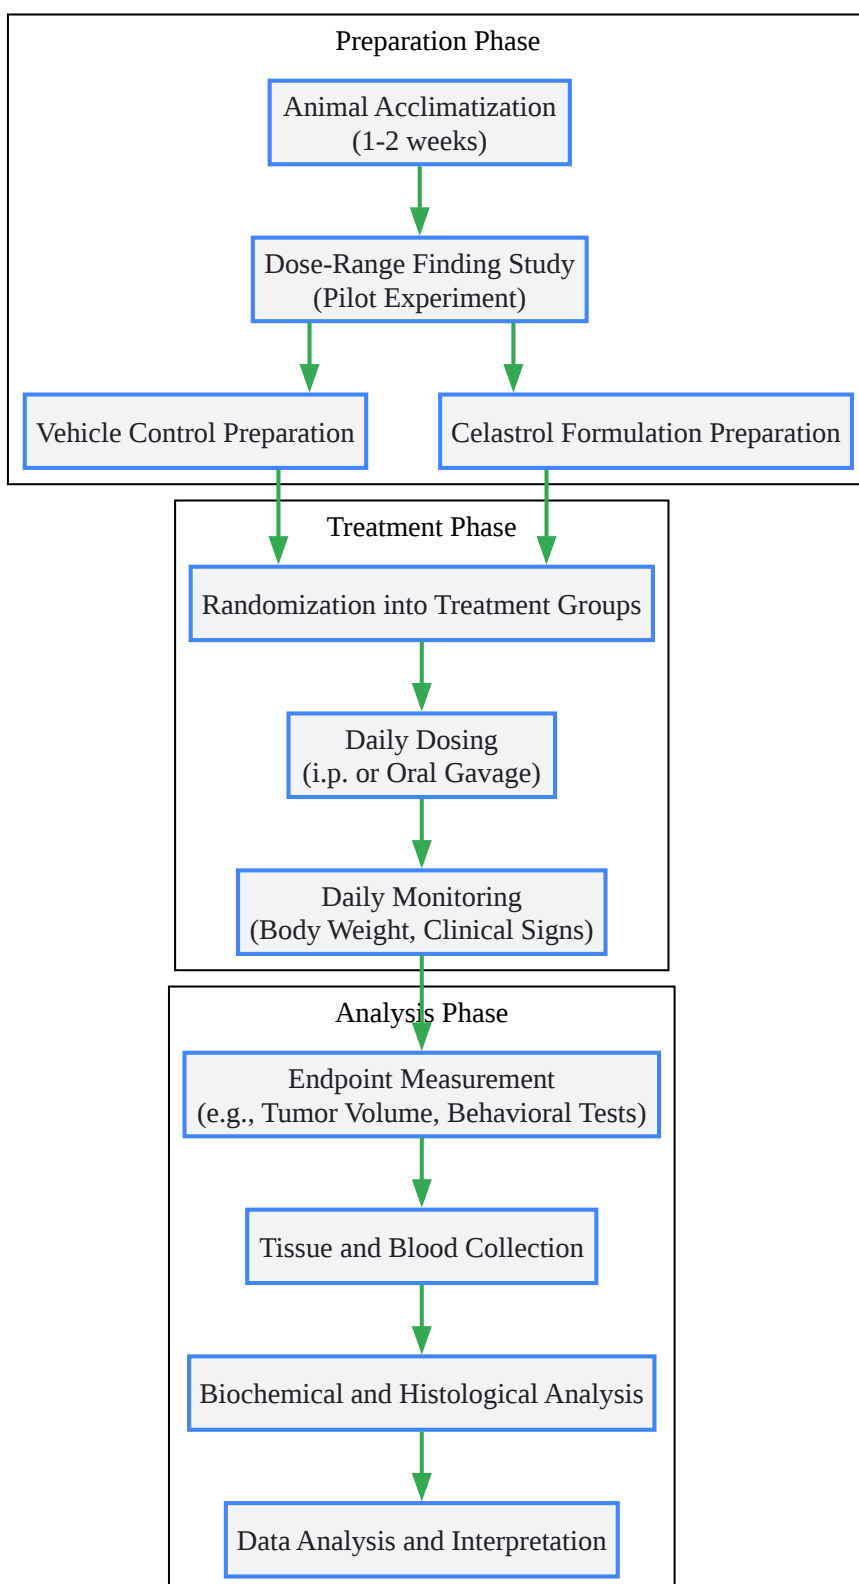 Preparation Phase
Animal Acclimatization
(1-2 weeks)
Dose-Range Finding Study
(Pilot Experiment)
Vehicle Control Preparation
Celastrol Formulation Preparation
Treatment Phase
Randomization into Treatment Groups
Daily Dosing
(i.p. or Oral Gavage)
Daily Monitoring
(Body Weight, Clinical Signs)
Analysis Phase
Endpoint Measurement
(e.g., Tumor Volume, Behavioral Tests)
Tissue and Blood Collection
Biochemical and Histological Analysis
Data Analysis and Interpretation